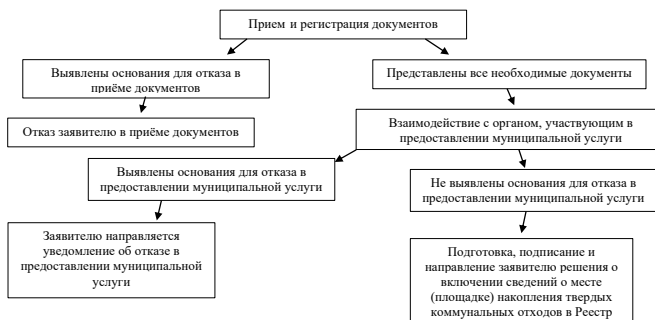 Прием и регистрация документов
Выявлены основания для отказа в
приёме документов
Представлены все необходимые документы
Отказ заявителю в приёме документов
Взаимодействие с органом, участвующим в
предоставлении муниципальной услуги
Выявлены основания для отказа в
предоставлении муниципальной услуги
Не выявлены основания для отказа в
предоставлении муниципальной услуги
Заявителю направляется
уведомление об отказе в
предоставлении муниципальной
услуги
Подготовка, подписание и
направление заявителю решения о
включении сведений о месте
(площадке) накопления твердых
коммунальных отходов в Реестр